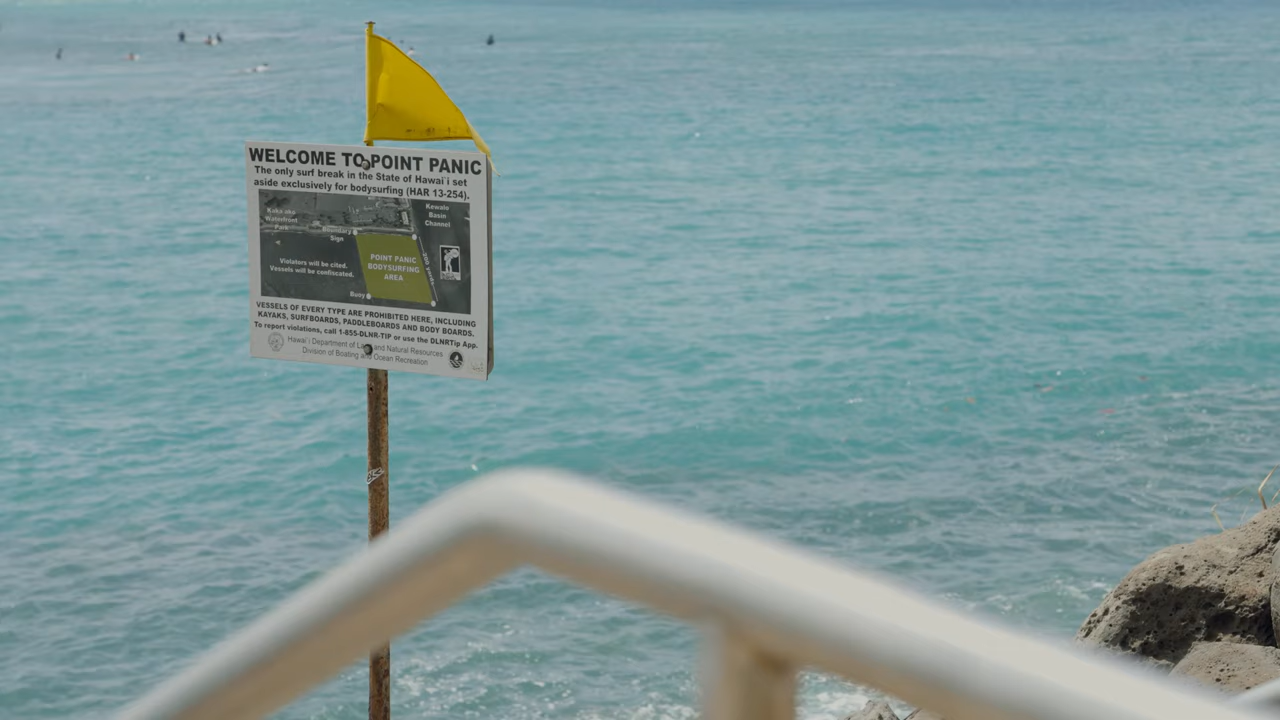 WELCOME TO POINT PANIC
The only surf break in the State of Hawai`i set
aside exclusively for bodysurfing (HAR 13-254).
Kewalo
Basin
Channel
Waterfront
Park
Boundary
Sign
POINT PANIC
BODYSURFING
AREA
Violators will be cited.
Vessels will be confiscated.
Buoy
VESSELS OF EVERY TYPE ARE PROHIBITED HERE, INCLUDING
KAYAKS, SURFBOARDS, PADDLEBOARDS AND BODY BOARDS.
To report violations, call 1-855-DLNR-TIP or use the DLNRTip App.
Hawai`i Department of Land and Natural Resources
Division of Boating and Ocean Recreation